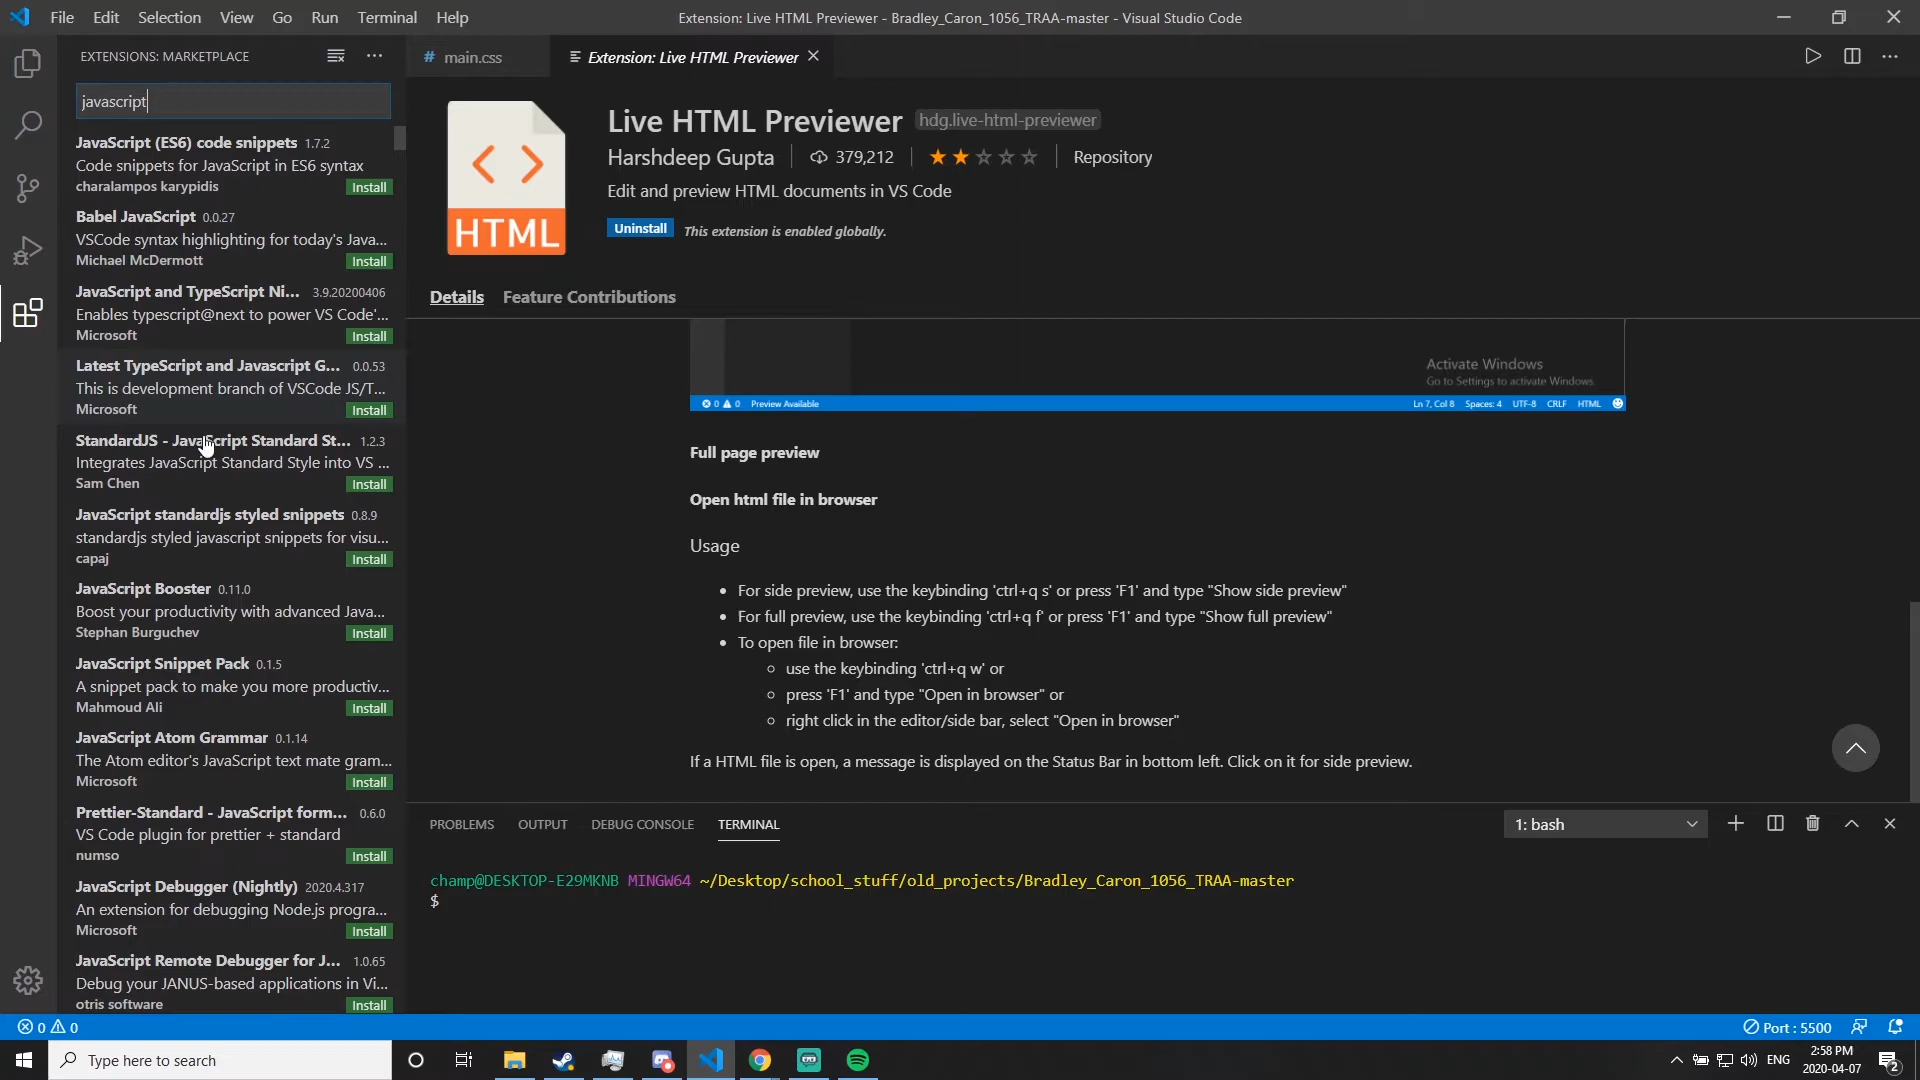 File Edit Selection View Go Run Terminal Help
Extension: Live HTML Previewer - Bradley_Caron_1056_TRAA-master - Visual Studio Code
EXTENSIONS: MARKETPLACE
javascript
JavaScript (ES6) code snippets 1.7.2
Code snippets for JavaScript in ES6 syntax
charalampos karypidis Install
Babel JavaScript 0.0.27
VSCode syntax highlighting for today's Java...
Michael McDermott Install
JavaScript and TypeScript Ni... 3.9.20200406
Enables typescript@next to power VS Code'...
Microsoft Install
Latest TypeScript and Javascript G... 0.0.53
This is development branch of VSCode JS/T...
Microsoft Install
StandardJS - JavaScript Standard St... 1.2.3
Integrates JavaScript Standard Style into VS ...
Sam Chen Install
JavaScript standardjs styled snippets 0.8.9
standardjs styled javascript snippets for visu...
capaj Install
JavaScript Booster 0.11.0
Boost your productivity with advanced Java...
Stephan Burguchev Install
JavaScript Snippet Pack 0.1.5
A snippet pack to make you more productiv...
Mahmoud Ali Install
JavaScript Atom Grammar 0.1.14
The Atom editor's JavaScript text mate gram...
Microsoft Install
Prettier-Standard - JavaScript form... 0.6.0
VS Code plugin for prettier + standard
numso Install
JavaScript Debugger (Nightly) 2020.4.317
An extension for debugging Node.js progra...
Microsoft Install
JavaScript Remote Debugger for J... 1.0.65
Debug your JANUS-based applications in Vi...
otris software Install
# main.css
Extension: Live HTML Previewer
HTML
Live HTML Previewer hdg.live-html-previewer
Harshdeep Gupta 379,212 Repository
Edit and preview HTML documents in VS Code
Uninstall This extension is enabled globally.
Details Feature Contributions
Activate Windows
Go to Settings to activate Windows.
0 0 Preview Available Ln 7, Col 8 Spaces: 4 UTF-8 CRLF HTML
Full page preview
Open html file in browser
Usage
• For side preview, use the keybinding 'ctrl+q s' or press 'F1' and type "Show side preview"
• For full preview, use the keybinding 'ctrl+q f' or press 'F1' and type "Show full preview"
• To open file in browser:
use the keybinding 'ctrl+q w' or
press 'F1' and type "Open in browser" or
right click in the editor/side bar, select "Open in browser"
If a HTML file is open, a message is displayed on the Status Bar in bottom left. Click on it for side preview.
PROBLEMS OUTPUT DEBUG CONSOLE TERMINAL 1: bash
champ@DESKTOP-E29MKNB MINGW64 ~/Desktop/school_stuff/old_projects/Bradley_Caron_1056_TRAA-master
$
0 0 Port : 5500
Type here to search
ENG
2:58 PM
2020-04-07
2